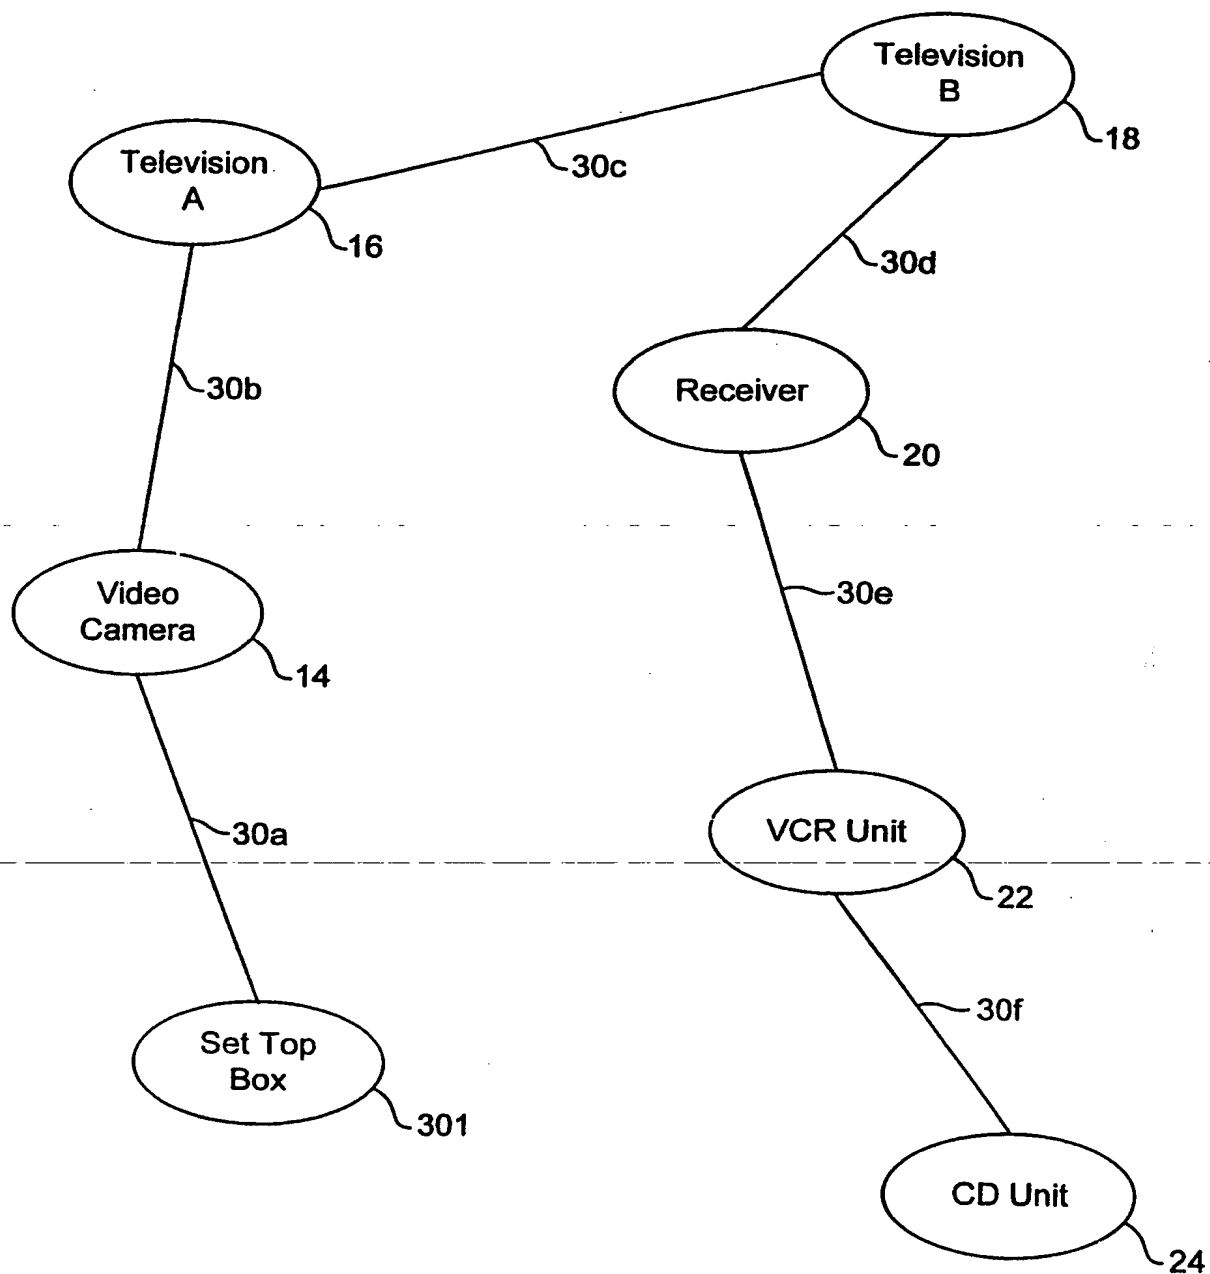 Television
B
18
Television
A
16
30c
30d
30b
Receiver
20
Video
Camera
14
30e
30a
VCR Unit
22
Set Top
Box
301
30f
CD Unit
24